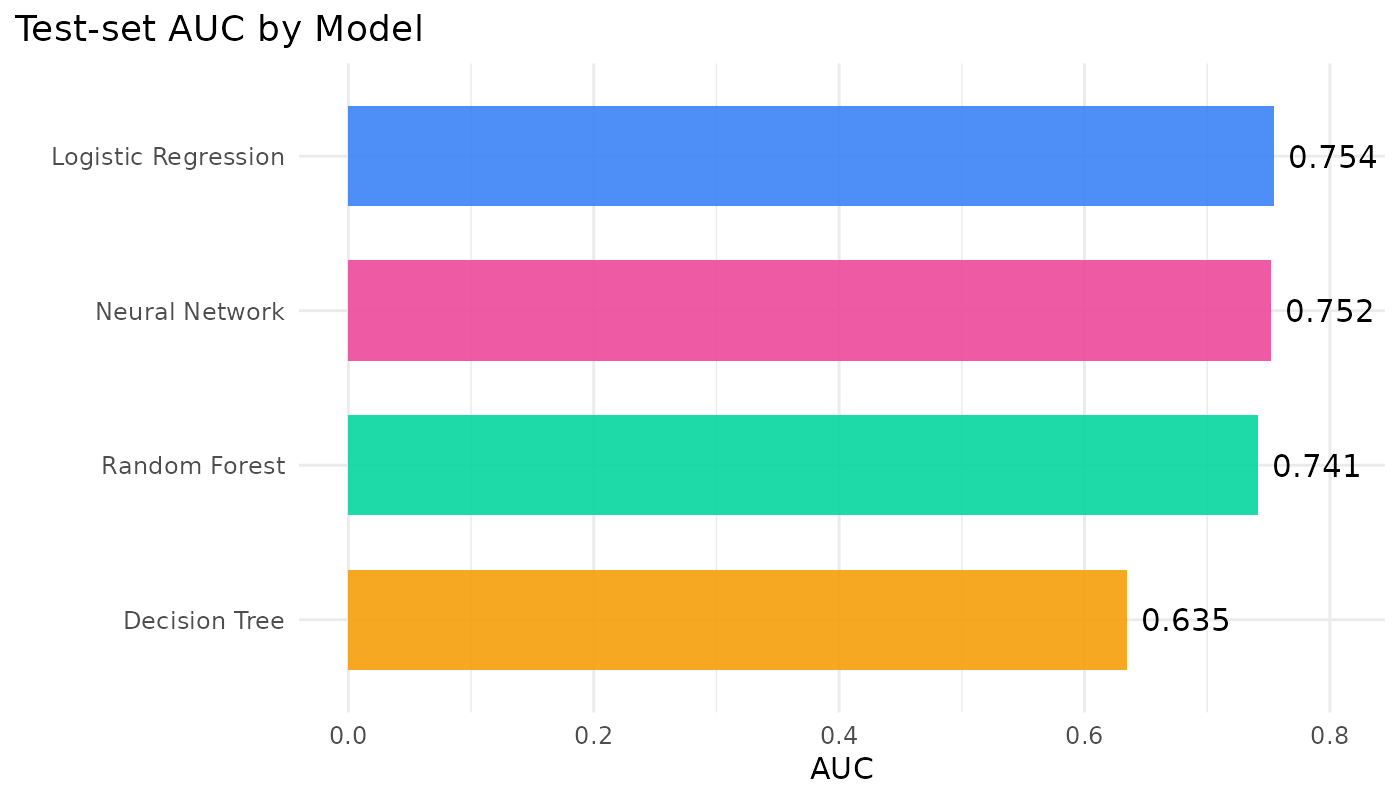 Test-set AUC by Model
Logistic Regression
0.754
Neural Network
0.752
Random Forest
0.741
Decision Tree
0.635
0.0 0.2 0.4 0.6 0.8
AUC